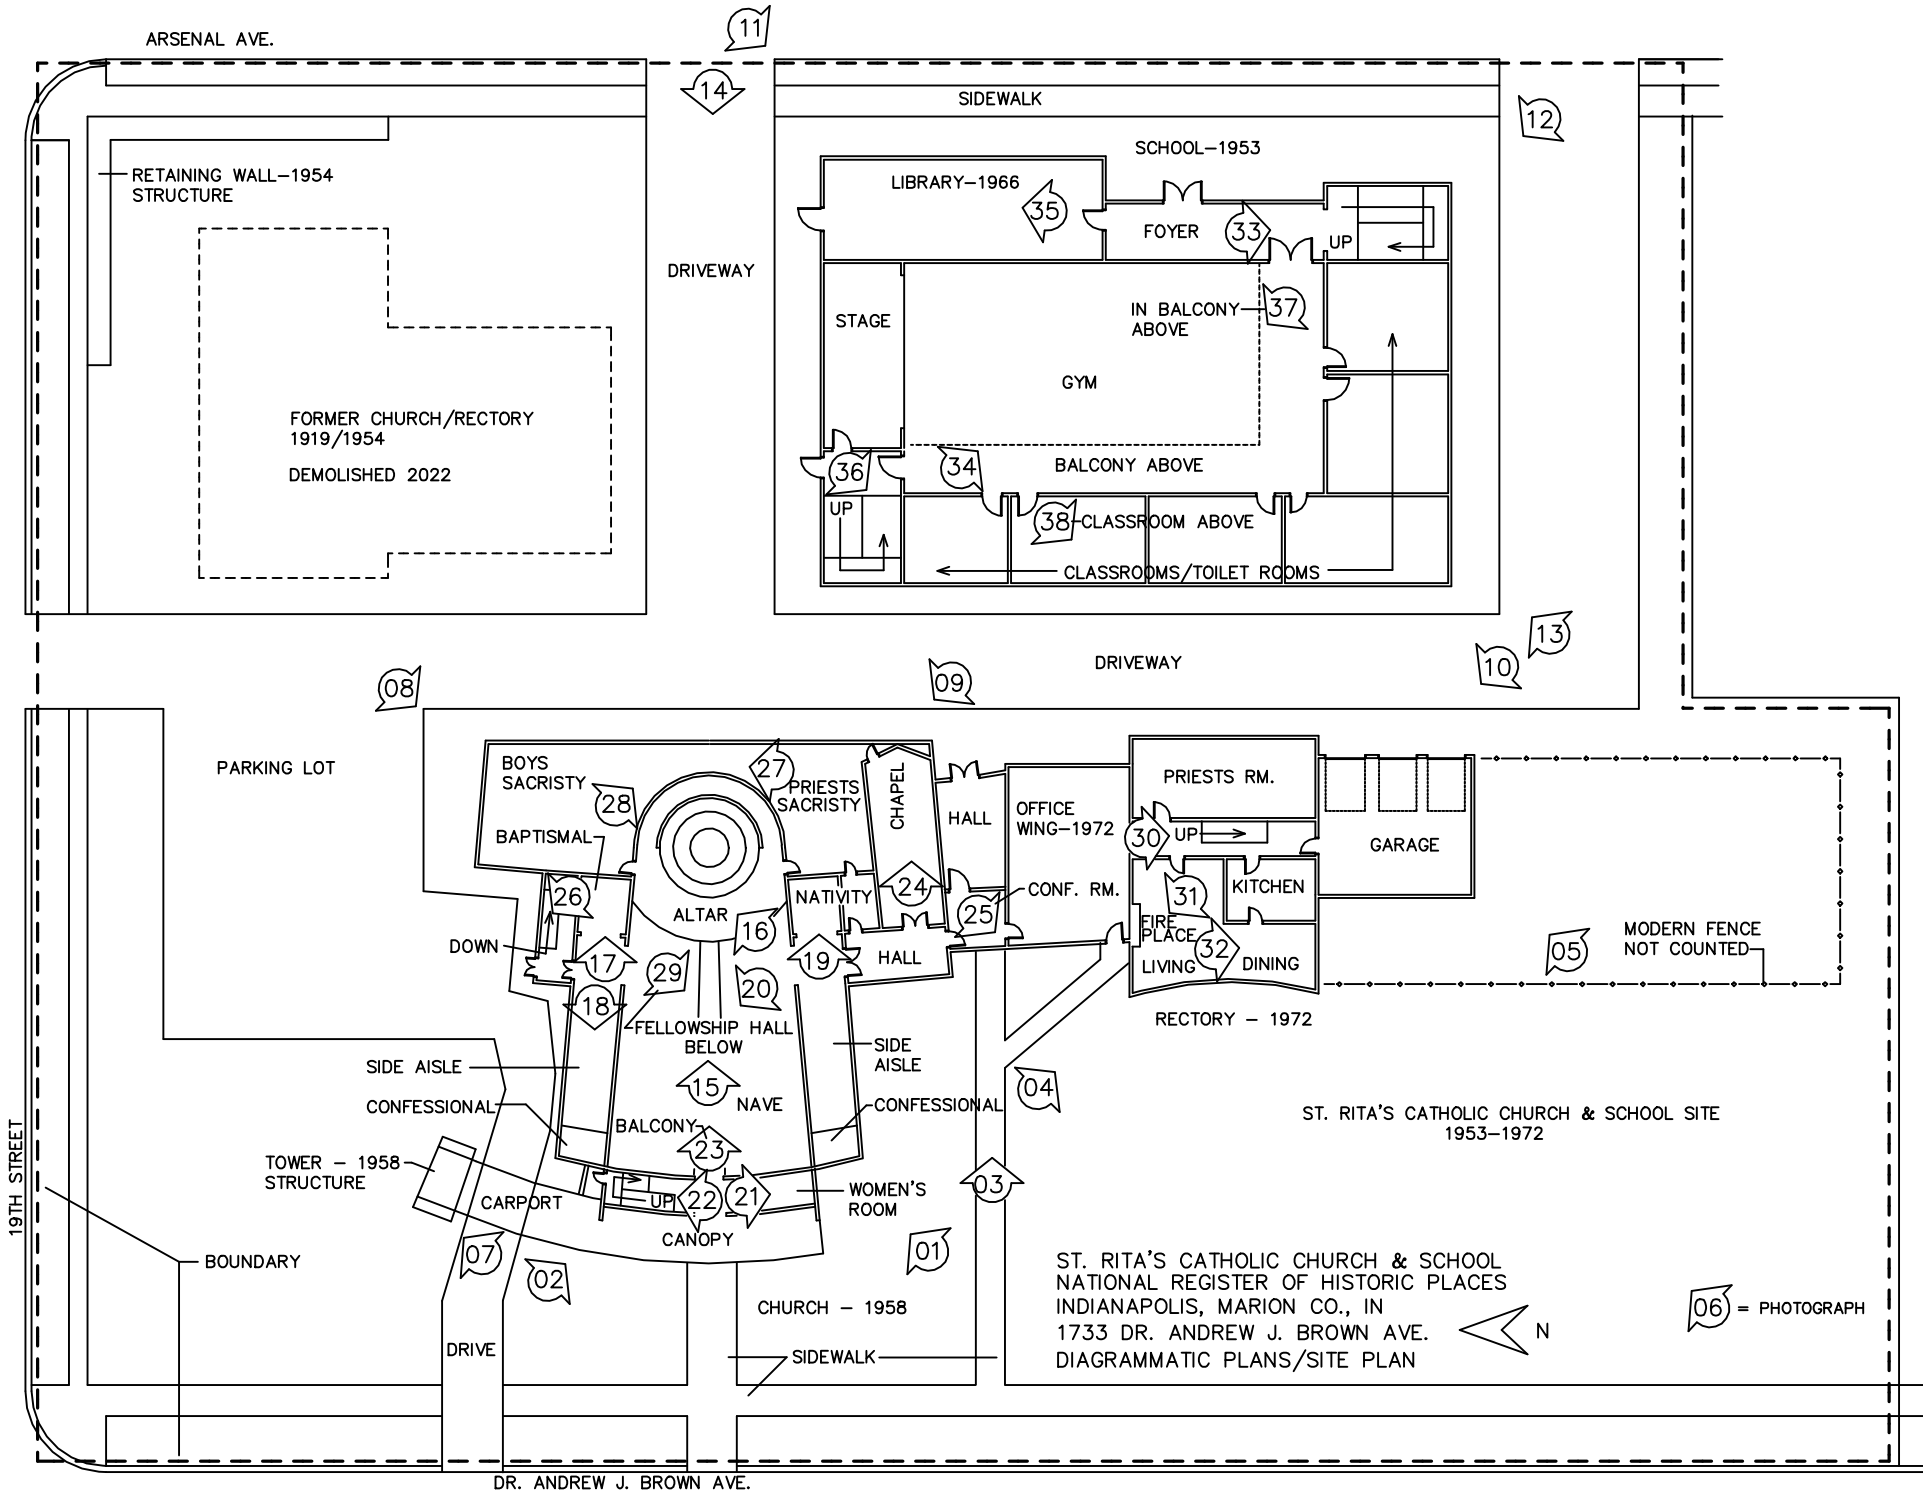 ARSENAL AVE.
11
14
SIDEWALK
12
SCHOOL–1953
RETAINING WALL–1954
STRUCTURE
LIBRARY–1966
35
FOYER
33
UP
DRIVEWAY
STAGE
IN BALCONY
ABOVE
37
GYM
FORMER CHURCH/RECTORY
1919/1954
DEMOLISHED 2022
36
34
BALCONY ABOVE
UP
38
CLASSROOM ABOVE
CLASSROOMS/TOILET ROOMS
13
DRIVEWAY
10
08
09
PARKING LOT
BOYS
SACRISTY
27
PRIESTS
SACRISTY
CHAPEL
28
HALL
OFFICE
WING–1972
PRIESTS RM.
BAPTISMAL
30
UP
GARAGE
26
ALTAR
NATIVITY
24
CONF. RM.
31
KITCHEN
16
25
FIRE
PLACE
MODERN FENCE
NOT COUNTED
DOWN
17
29
19
HALL
32
LIVING
DINING
05
18
20
FELLOWSHIP HALL
BELOW
RECTORY – 1972
SIDE AISLE
SIDE
AISLE
15
NAVE
04
CONFESSIONAL
CONFESSIONAL
ST. RITA'S CATHOLIC CHURCH & SCHOOL SITE
1953–1972
BALCONY
23
19TH STREET
TOWER – 1958
STRUCTURE
CARPORT
UP
22
21
WOMEN'S
ROOM
03
CANOPY
BOUNDARY
07
02
01
ST. RITA'S CATHOLIC CHURCH & SCHOOL
NATIONAL REGISTER OF HISTORIC PLACES
INDIANAPOLIS, MARION CO., IN
1733 DR. ANDREW J. BROWN AVE.
DIAGRAMMATIC PLANS/SITE PLAN
N
06 = PHOTOGRAPH
CHURCH – 1958
DRIVE
SIDEWALK
DR. ANDREW J. BROWN AVE.